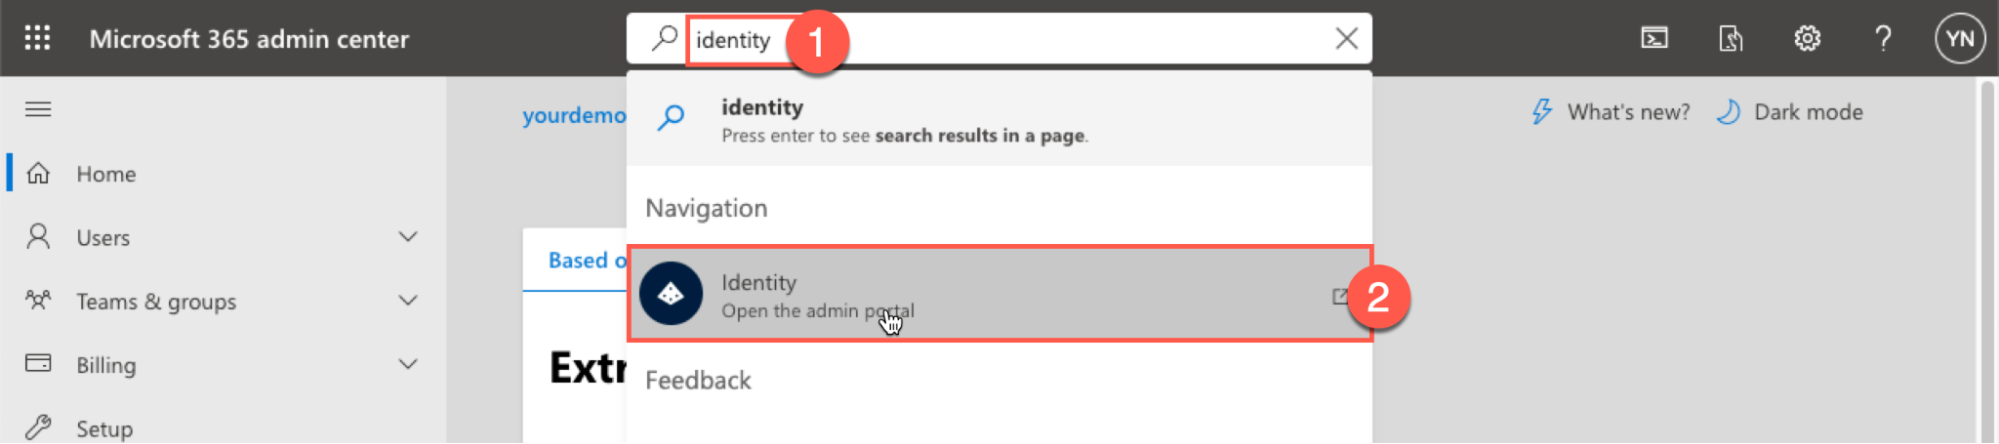 Microsoft 365 admin center
identity
1
YN
identity
Press enter to see search results in a page.
yourdemo
What's new?
Dark mode
Home
Navigation
Users
Based o
Identity
Open the admin portal
2
Teams & groups
Billing
Extr
Feedback
Setup